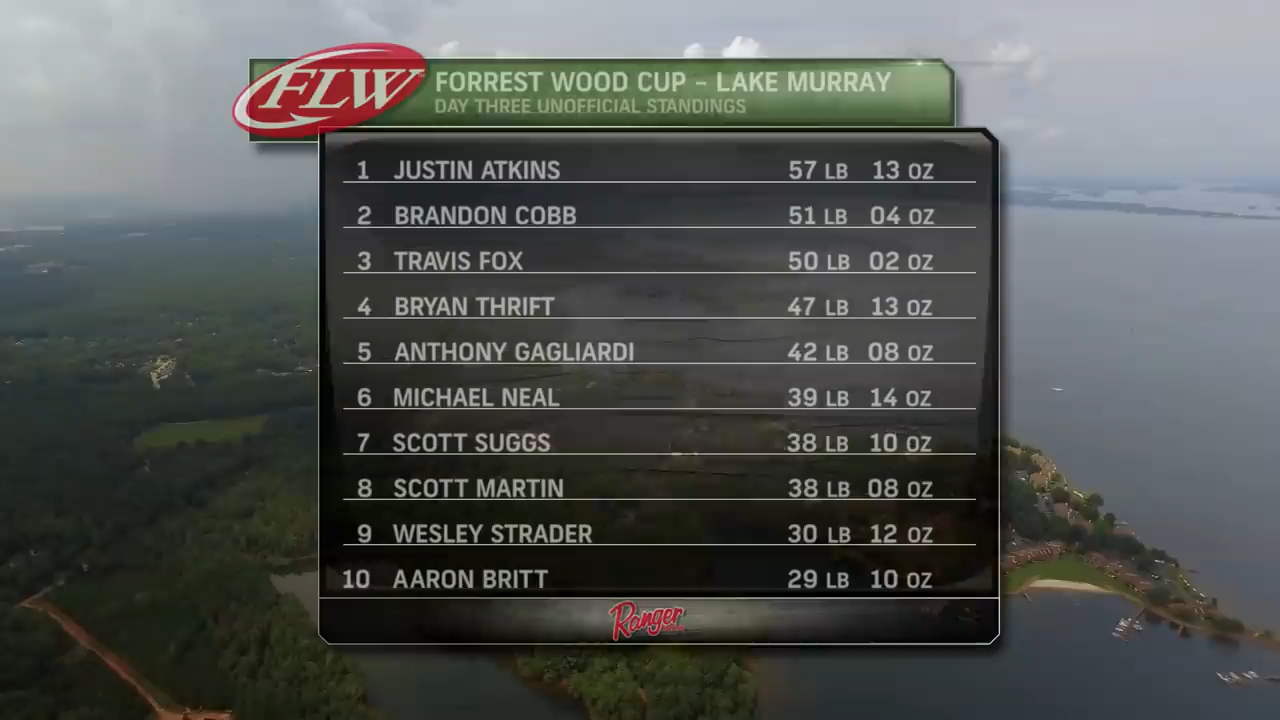 FLW
FORREST WOOD CUP - LAKE MURRAY
DAY THREE UNOFFICIAL STANDINGS
1 JUSTIN ATKINS 57 LB 13 OZ
2 BRANDON COBB 51 LB 04 OZ
3 TRAVIS FOX 50 LB 02 OZ
4 BRYAN THRIFT 47 LB 13 OZ
5 ANTHONY GAGLIARDI 42 LB 08 OZ
6 MICHAEL NEAL 39 LB 14 OZ
7 SCOTT SUGGS 38 LB 10 OZ
8 SCOTT MARTIN 38 LB 08 OZ
9 WESLEY STRADER 30 LB 12 OZ
10 AARON BRITT 29 LB 10 OZ
Ranger